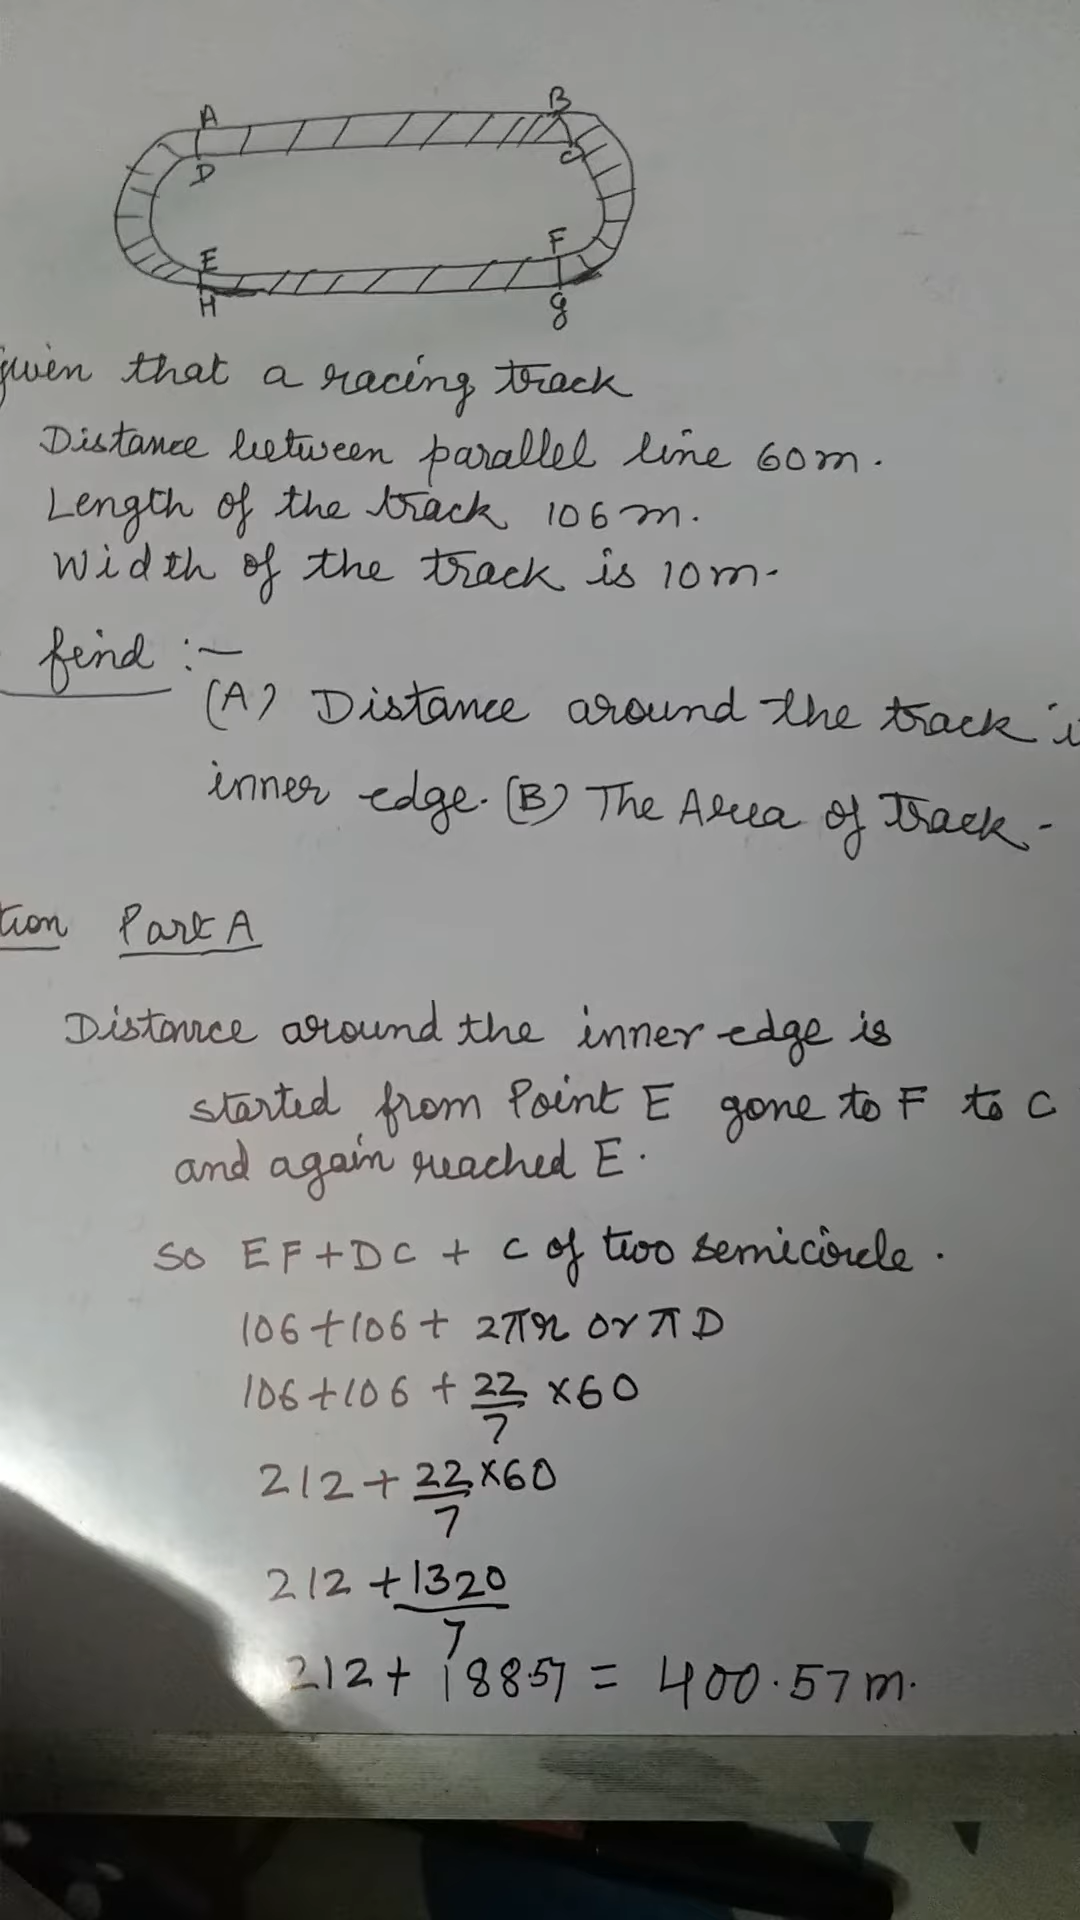 A B
D C
E F
H g
given that a racing track
Distance between parallel line 60m.
Length of the track 106m.
Width of the track is 10m.
find :—
(A) Distance around the track
inner edge. (B) The Area of Track.
tion Part A
Distance around the inner edge is
started from Point E gone to F to C
and again reached E.
So EF+DC + C of two semicircle.
106+106+ 2πr or πD
106+106 + 22/7 ×60
212+ 22/7 ×60
212 + 1320/7
212+ 188.57 = 400.57m.